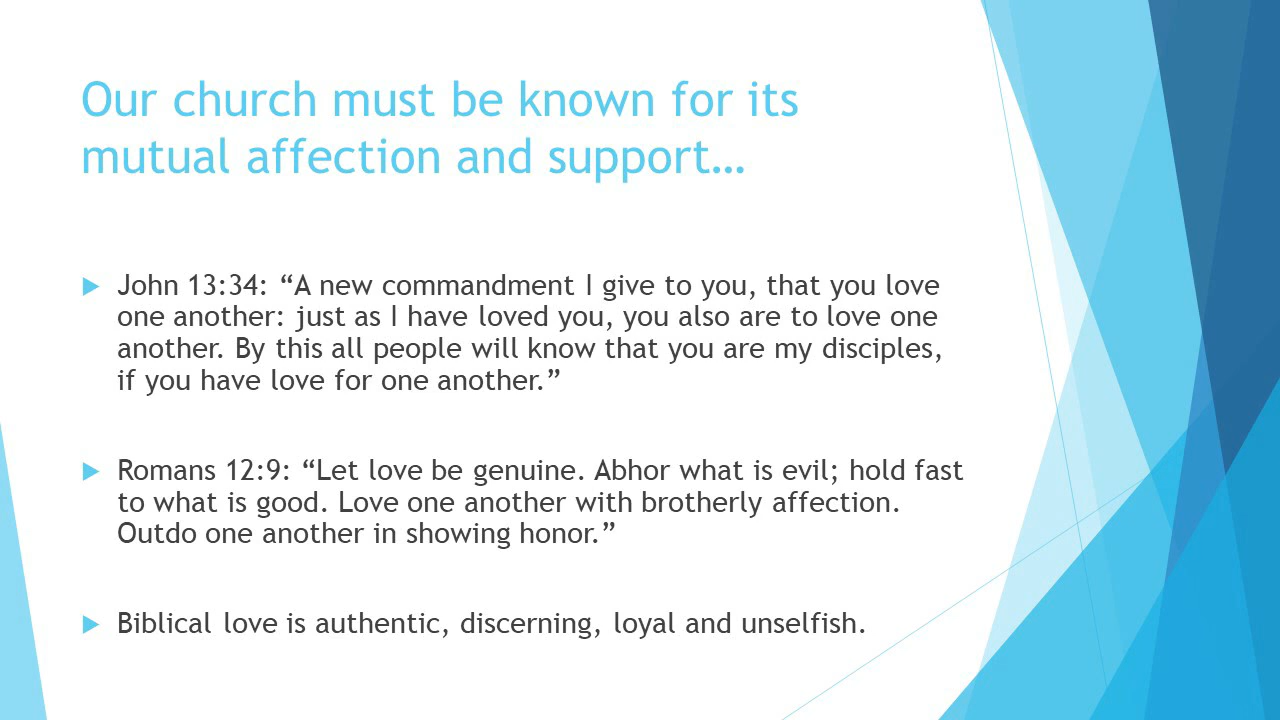 Our church must be known for its
mutual affection and support…
John 13:34: “A new commandment I give to you, that you love
one another: just as I have loved you, you also are to love one
another. By this all people will know that you are my disciples,
if you have love for one another.”
Romans 12:9: “Let love be genuine. Abhor what is evil; hold fast
to what is good. Love one another with brotherly affection.
Outdo one another in showing honor.”
Biblical love is authentic, discerning, loyal and unselfish.